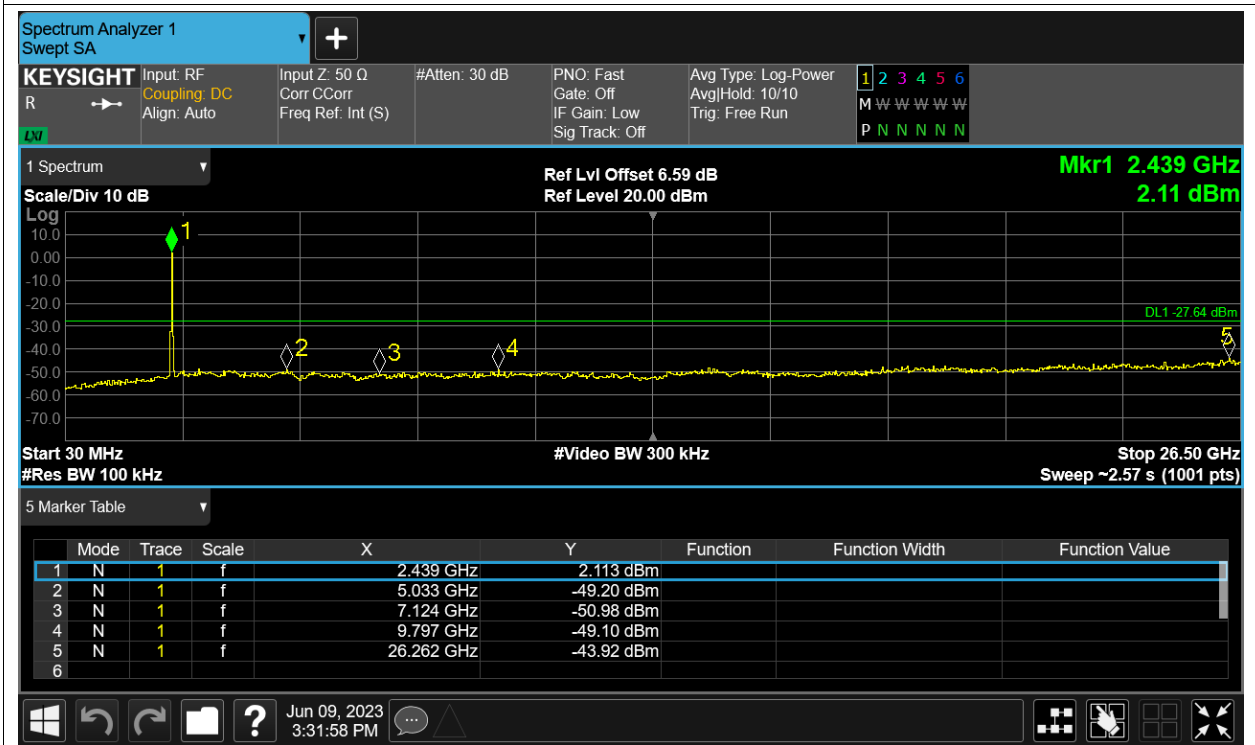 Spectrum Analyzer 1
Swept SA
KEYSIGHT Input: RF Input Z: 50 Ω #Atten: 30 dB PNO: Fast Avg Type: Log-Power 1 2 3 4 5 6
R Coupling: DC Corr CCorr Gate: Off Avg|Hold: 10/10 M W W W W W
Align: Auto Freq Ref: Int (S) IF Gain: Low Trig: Free Run
LXI Sig Track: Off P N N N N N
1 Spectrum Ref Lvl Offset 6.59 dB Mkr1 2.439 GHz
Scale/Div 10 dB Ref Level 20.00 dBm 2.11 dBm
Log
10.0 1
0.00
-10.0
-20.0
DL1 -27.64 dBm
-30.0
-40.0 2 3 4 5
-50.0
-60.0
-70.0
Start 30 MHz #Video BW 300 kHz Stop 26.50 GHz
#Res BW 100 kHz Sweep ~2.57 s (1001 pts)
5 Marker Table
Mode Trace Scale X Y Function Function Width Function Value
1 N 1 f 2.439 GHz 2.113 dBm
2 N 1 f 5.033 GHz -49.20 dBm
3 N 1 f 7.124 GHz -50.98 dBm
4 N 1 f 9.797 GHz -49.10 dBm
5 N 1 f 26.262 GHz -43.92 dBm
6
? Jun 09, 2023
3:31:58 PM